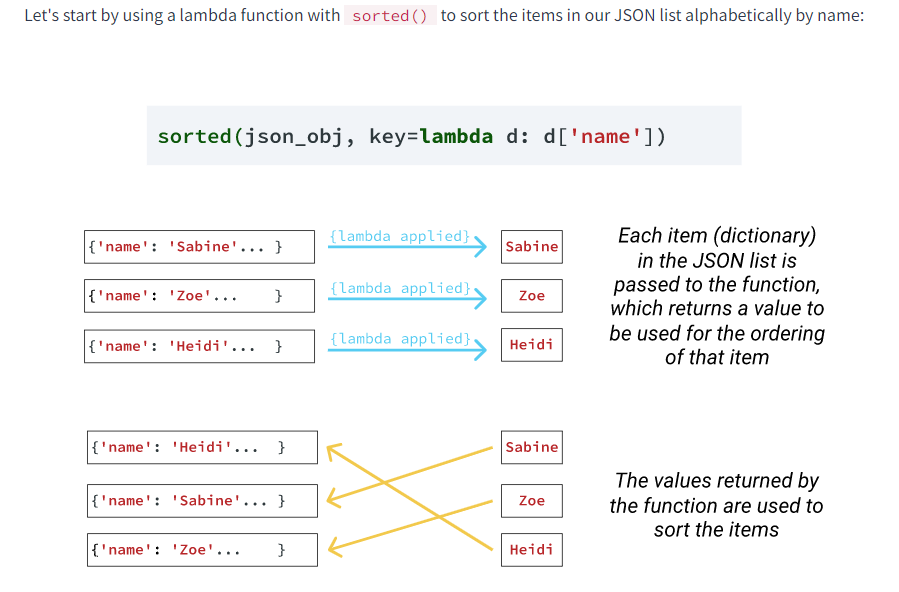 Let's start by using a lambda function with sorted() to sort the items in our JSON list alphabetically by name:
sorted(json_obj, key=lambda d: d['name'])
{'name': 'Sabine'... }
{lambda applied}
Sabine
{'name': 'Zoe'...    }
{lambda applied}
Zoe
{'name': 'Heidi'...  }
{lambda applied}
Heidi
Each item (dictionary)
in the JSON list is
passed to the function,
which returns a value to
be used for the ordering
of that item
{'name': 'Heidi'...  }
Sabine
{'name': 'Sabine'... }
Zoe
{'name': 'Zoe'...    }
Heidi
The values returned by
the function are used to
sort the items